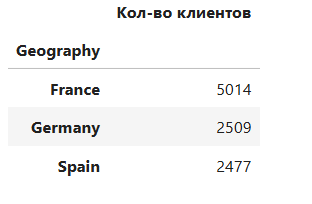 Кол-во клиентов
Geography
France 5014
Germany 2509
Spain 2477